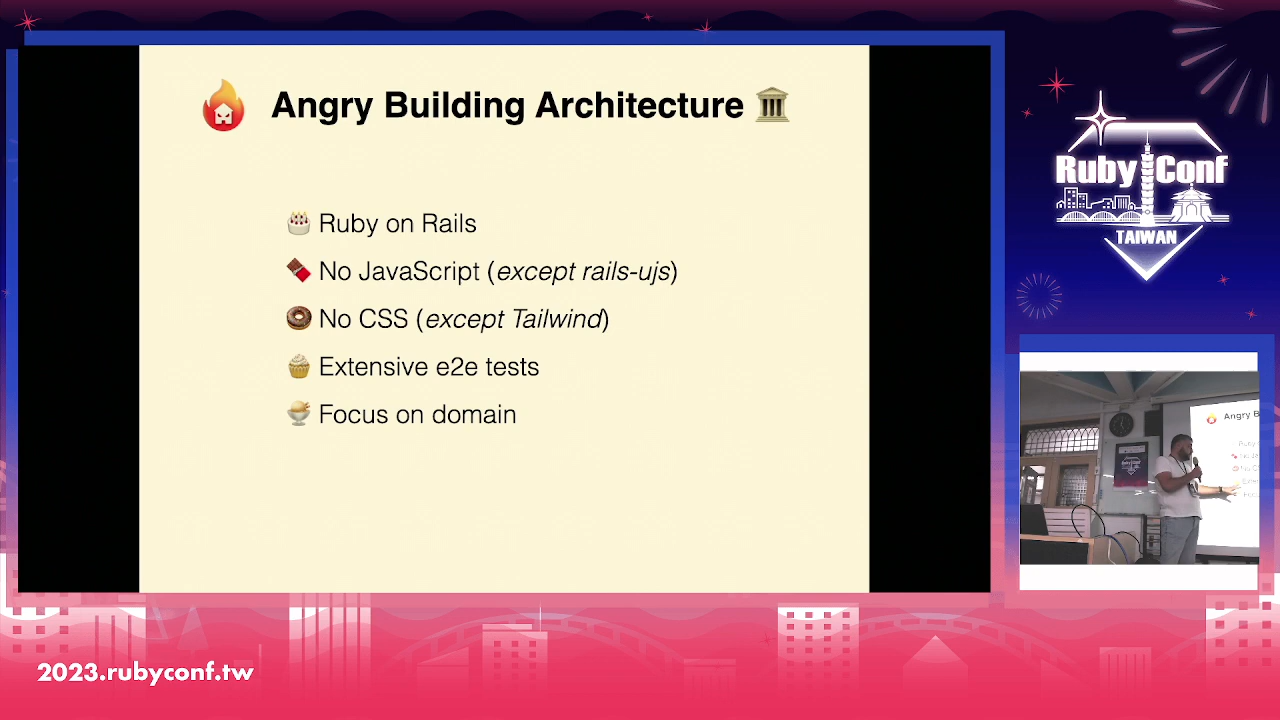 Angry Building Architecture
Ruby on Rails
No JavaScript (except rails-ujs)
No CSS (except Tailwind)
Extensive e2e tests
Focus on domain
RubyConf
TAIWAN
Angry B
2023.rubyconf.tw